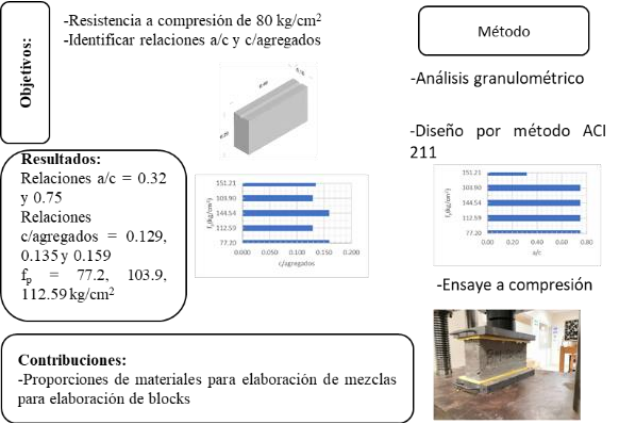 Objetivos:
-Resistencia a compresión de 80 kg/cm²
-Identificar relaciones a/c y c/agregados
Método
-Análisis granulométrico
-Diseño por método ACI
211
Resultados:
Relaciones a/c = 0.32
y 0.75
Relaciones
c/agregados = 0.129,
0.135 y 0.159
fp = 77.2, 103.9,
112.59 kg/cm²
151.21
103.90
144.54
112.59
77.20
0.000 0.050 0.100 0.150 0.200
c/agregados
151.21
103.90
144.54
112.59
77.20
0.00 0.20 0.40 0.60 0.80
a/c
-Ensaye a compresión
Contribuciones:
-Proporciones de materiales para elaboración de mezclas
para elaboración de blocks